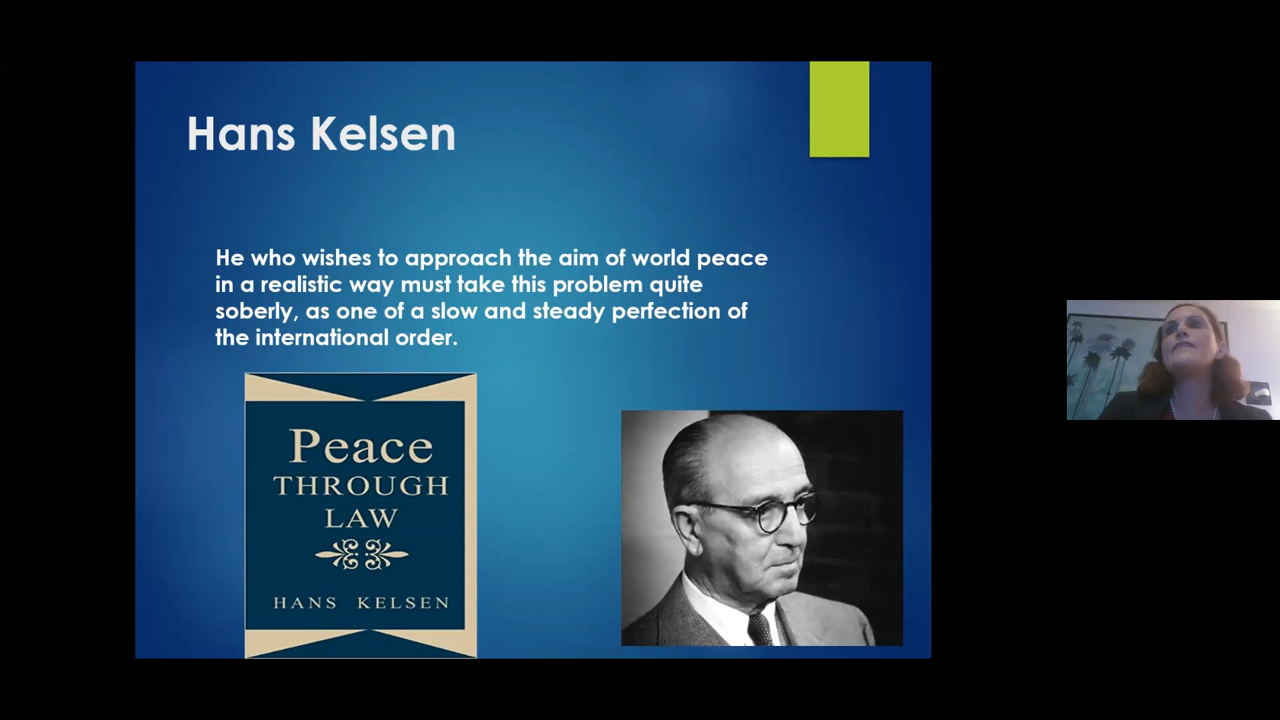 Hans Kelsen
He who wishes to approach the aim of world peace
in a realistic way must take this problem quite
soberly, as one of a slow and steady perfection of
the international order.
Peace
THROUGH
LAW
HANS KELSEN